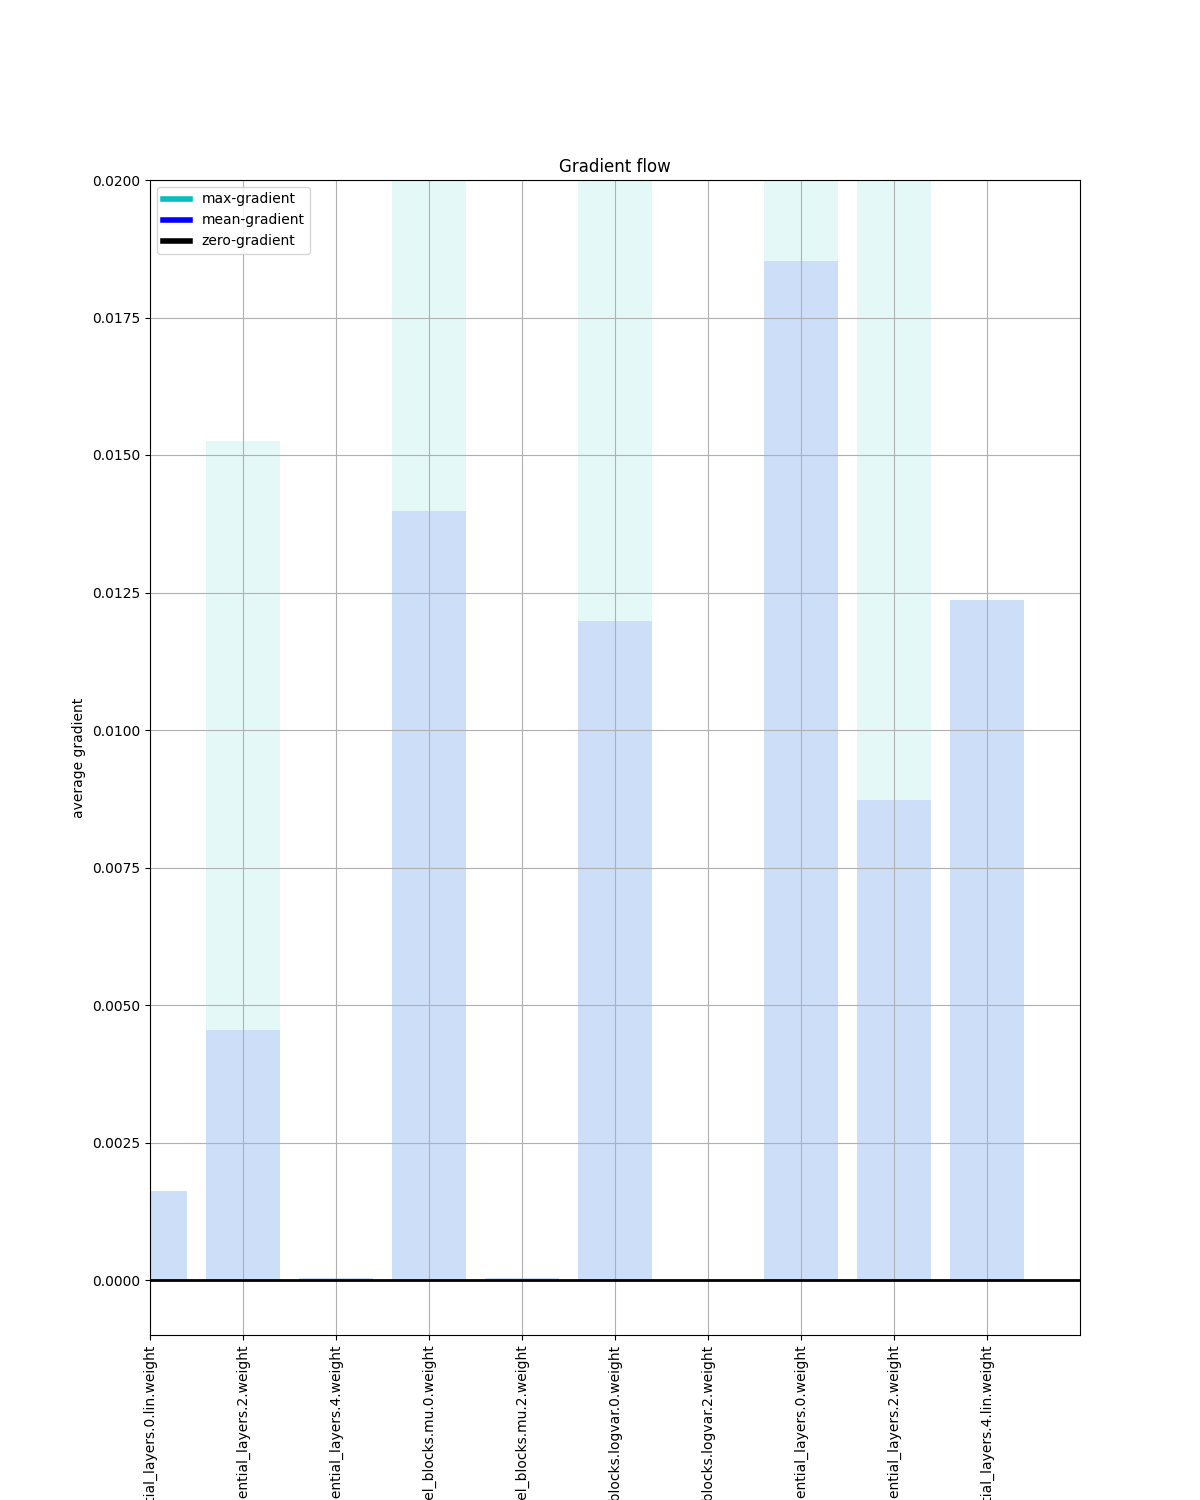 Gradient flow
max-gradient
mean-gradient
zero-gradient
0.0200
0.0175
0.0150
0.0125
0.0100
0.0075
0.0050
0.0025
0.0000
average gradient
tial_layers.0.lin.weight
ential_layers.2.weight
ential_layers.4.weight
el_blocks.mu.0.weight
el_blocks.mu.2.weight
blocks.logvar.0.weight
blocks.logvar.2.weight
ential_layers.0.weight
ential_layers.2.weight
tial_layers.4.lin.weight